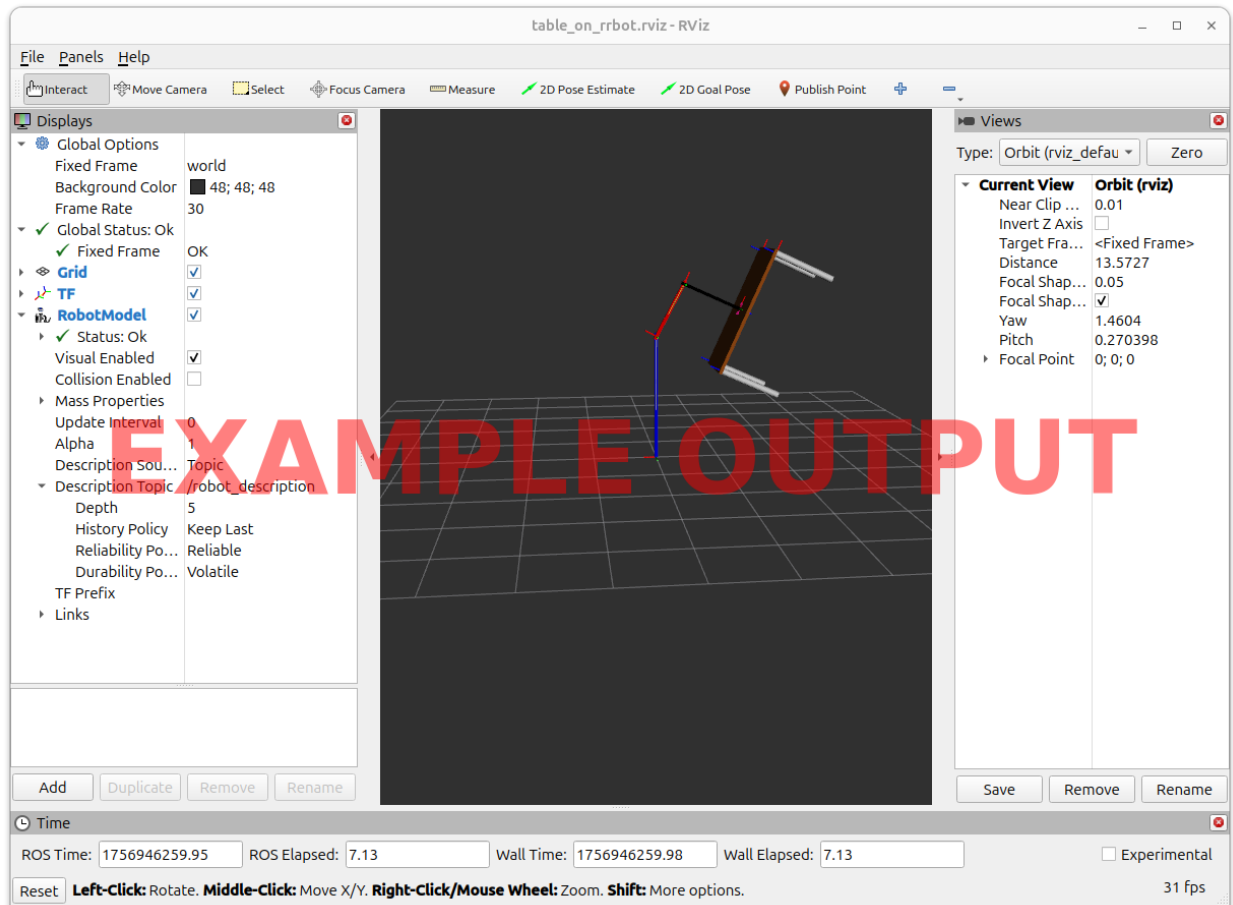 table_on_rrbot.rviz - RViz
File Panels Help
Interact Move Camera Select Focus Camera Measure 2D Pose Estimate 2D Goal Pose Publish Point
Displays
Global Options
Fixed Frame world
Background Color 48; 48; 48
Frame Rate 30
Global Status: Ok
Fixed Frame OK
Grid
TF
RobotModel
Status: Ok
Visual Enabled
Collision Enabled
Mass Properties
Update Interval 0
Alpha 1
Description Sou... Topic
Description Topic /robot_description
Depth 5
History Policy Keep Last
Reliability Po... Reliable
Durability Po... Volatile
TF Prefix
Links
Add Duplicate Remove Rename
EXAMPLE OUTPUT
Views
Type: Orbit (rviz_defau Zero
Current View Orbit (rviz)
Near Clip ... 0.01
Invert Z Axis
Target Fra... <Fixed Frame>
Distance 13.5727
Focal Shap... 0.05
Focal Shap...
Yaw 1.4604
Pitch 0.270398
Focal Point 0; 0; 0
Save Remove Rename
Time
ROS Time: 1756946259.95 ROS Elapsed: 7.13 Wall Time: 1756946259.98 Wall Elapsed: 7.13 Experimental
Reset Left-Click: Rotate. Middle-Click: Move X/Y. Right-Click/Mouse Wheel: Zoom. Shift: More options. 31 fps